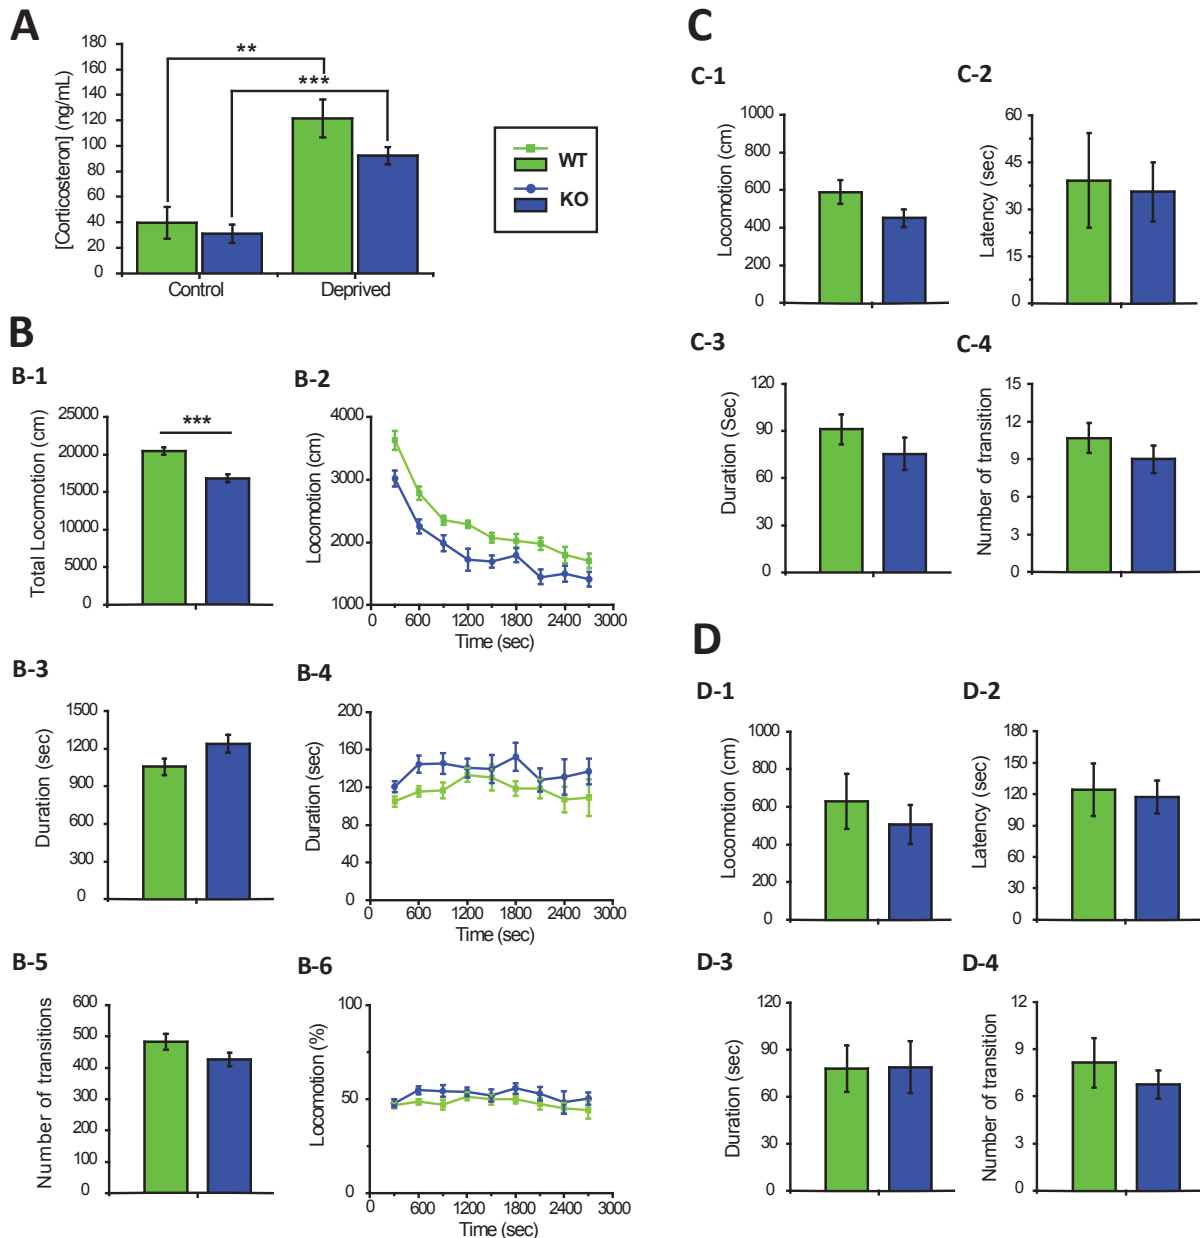 A
[Corticosteron] (ng/mL)
180
160
140
120
100
80
60
40
20
0
**
***
Control
Deprived
WT
KO
B
B-1
Total Locomotion (cm)
25000
20000
15000
10000
5000
0
***
B-2
Locomotion (cm)
4000
3000
2000
1000
0
600
1200
1800
2400
3000
Time (sec)
B-3
Duration (sec)
1500
1200
900
600
300
0
B-4
Duration (sec)
200
160
120
80
40
0
0
600
1200
1800
2400
3000
Time (sec)
B-5
Number of transitions
600
500
400
300
200
100
0
B-6
Locomotion (%)
100
50
0
0
600
1200
1800
2400
3000
Time (sec)
C
C-1
Locomotion (cm)
1000
800
600
400
200
0
C-2
Latency (sec)
60
45
30
15
0
C-3
Duration (Sec)
120
90
60
30
0
C-4
Number of transition
15
12
9
6
3
0
D
D-1
Locomotion (cm)
1000
800
600
400
200
0
D-2
Latency (sec)
180
150
120
90
60
30
0
D-3
Duration (sec)
120
90
60
30
0
D-4
Number of transition
12
9
6
3
0